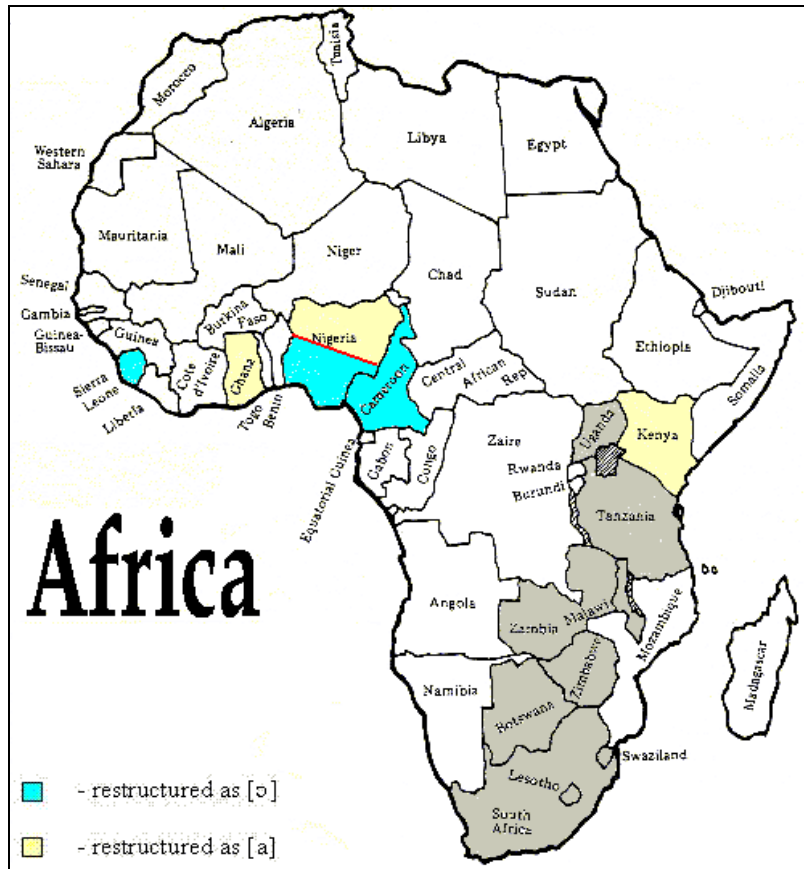 Tunisia
Morocco
Algeria
Libya
Egypt
Western
Sahara
Mauritania
Mali
Niger
Chad
Sudan
Senegal
Gambia
Guinea-
Bissau
Guinea
Burkina
Faso
Nigeria
Djibouti
Ethiopia
Somalia
Sierra
Leone
Liberia
Cote
d'Ivoire
Ghana
Togo
Benin
Cameroon
Central
African
Rep
Equatorial Guinea
Gabon
Congo
Zaire
Uganda
Kenya
Rwanda
Burundi
Tanzania
Africa
Angola
Zambia
Malawi
Mozambique
Zimbabwe
Madagascar
Namibia
Botswana
Swaziland
Lesotho
South
Africa
- restructured as [ɔ]
- restructured as [a]